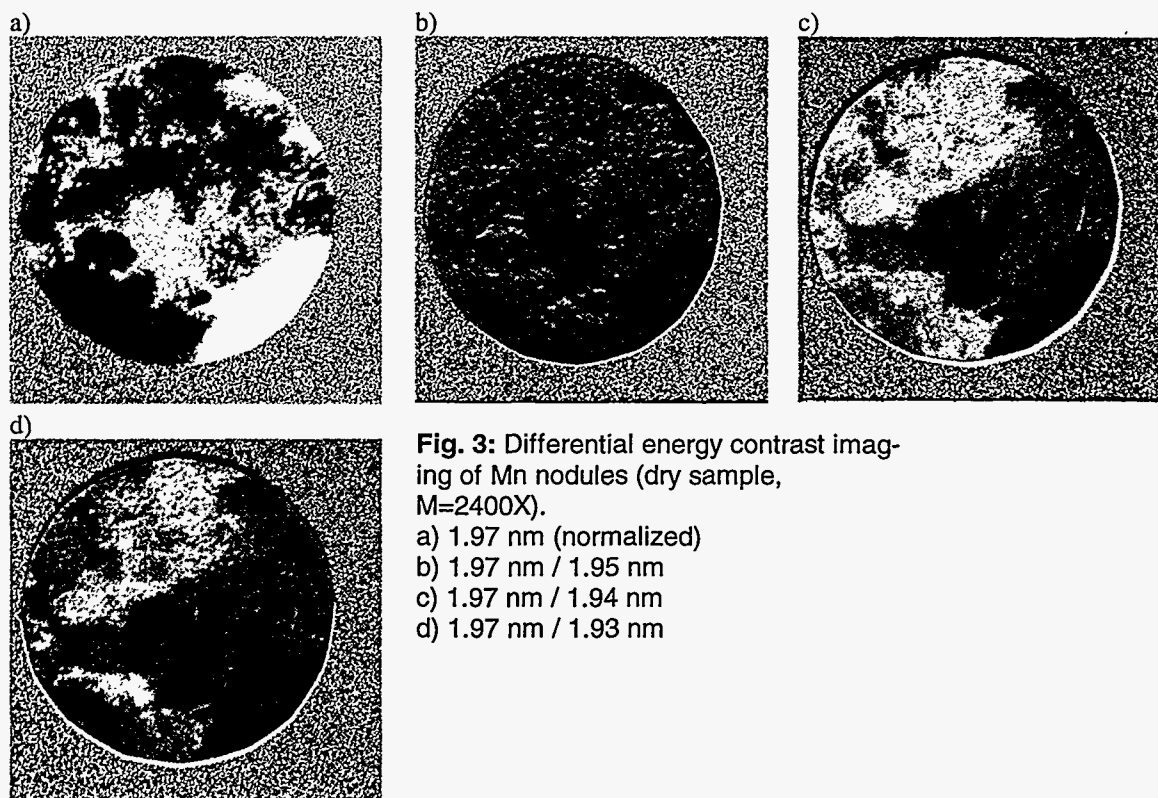 a)
b)
c)
d)
Fig. 3: Differential energy contrast imag-
ing of Mn nodules (dry sample,
M=2400X).
a) 1.97 nm (normalized)
b) 1.97 nm / 1.95 nm
c) 1.97 nm / 1.94 nm
d) 1.97 nm / 1.93 nm